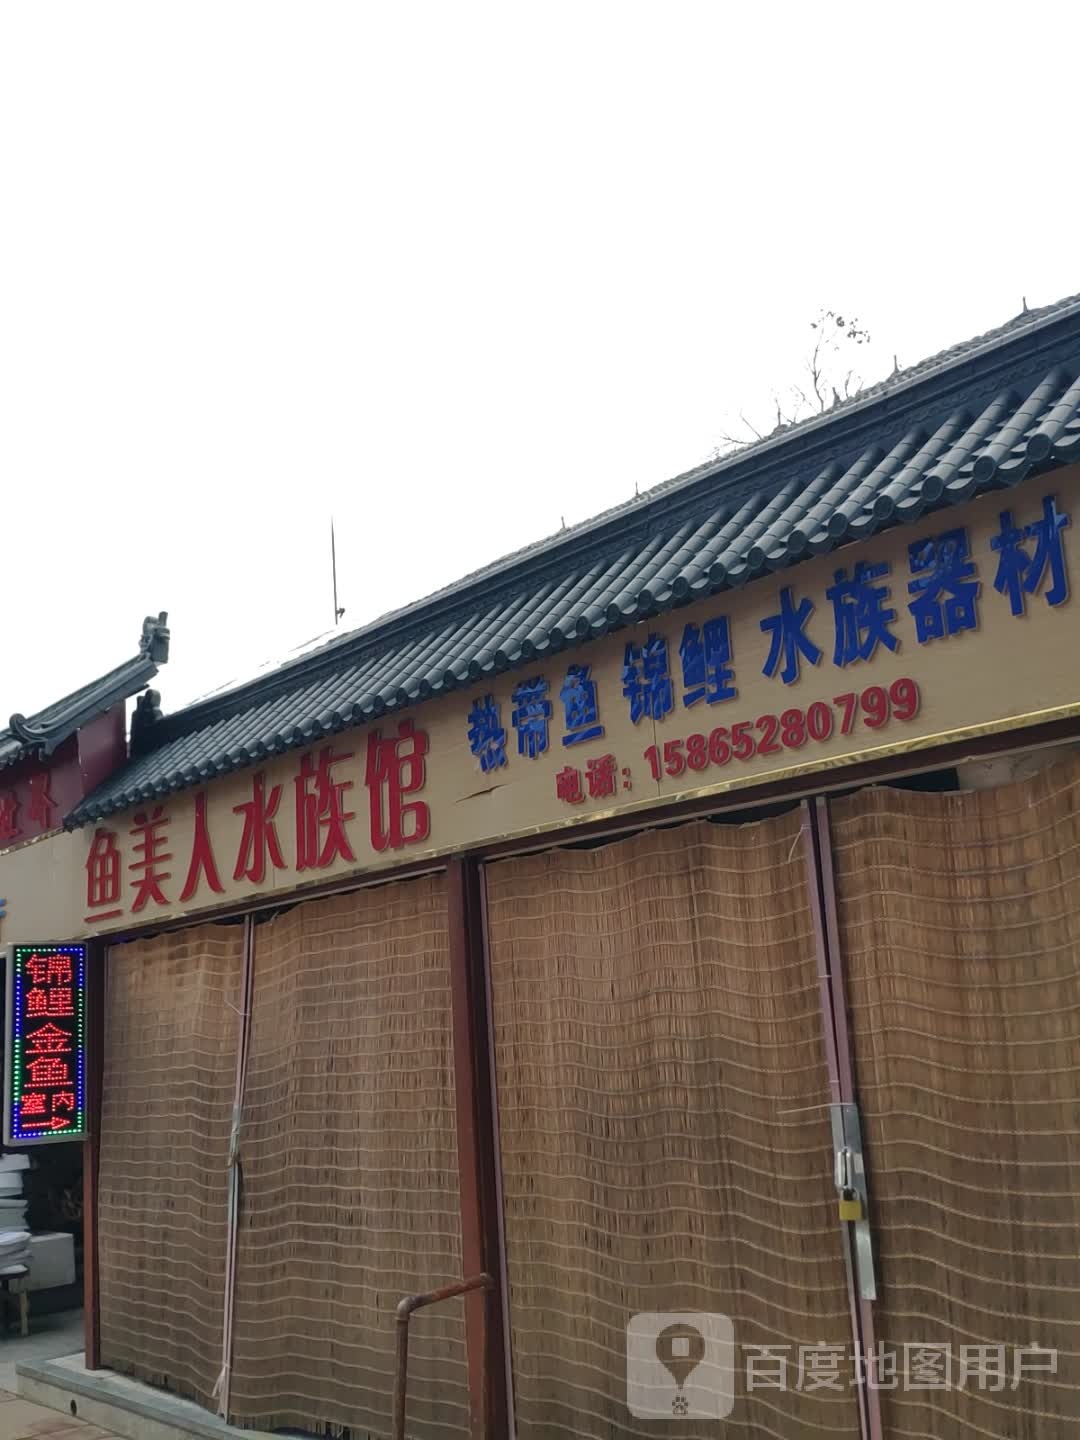 热带鱼 锦鲤 水族器材
鱼美人水族馆
电话：15865280799
锦鲤金鱼
室内
百度地图用户